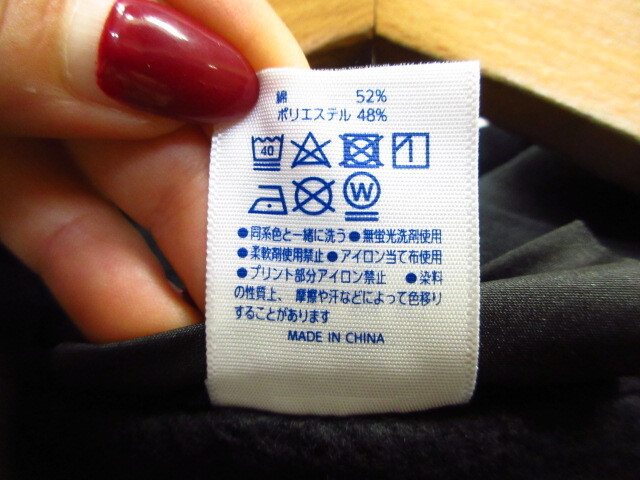 綿 52%
ポリエステル 48%
40
W
●同系色と一緒に洗う●無蛍光洗剤使用
●柔軟剤使用禁止●アイロン当て布使用
●プリント部分アイロン禁止 ●染料
の性質上、摩擦や汗などによって色移り
することがあります
MADE IN CHINA